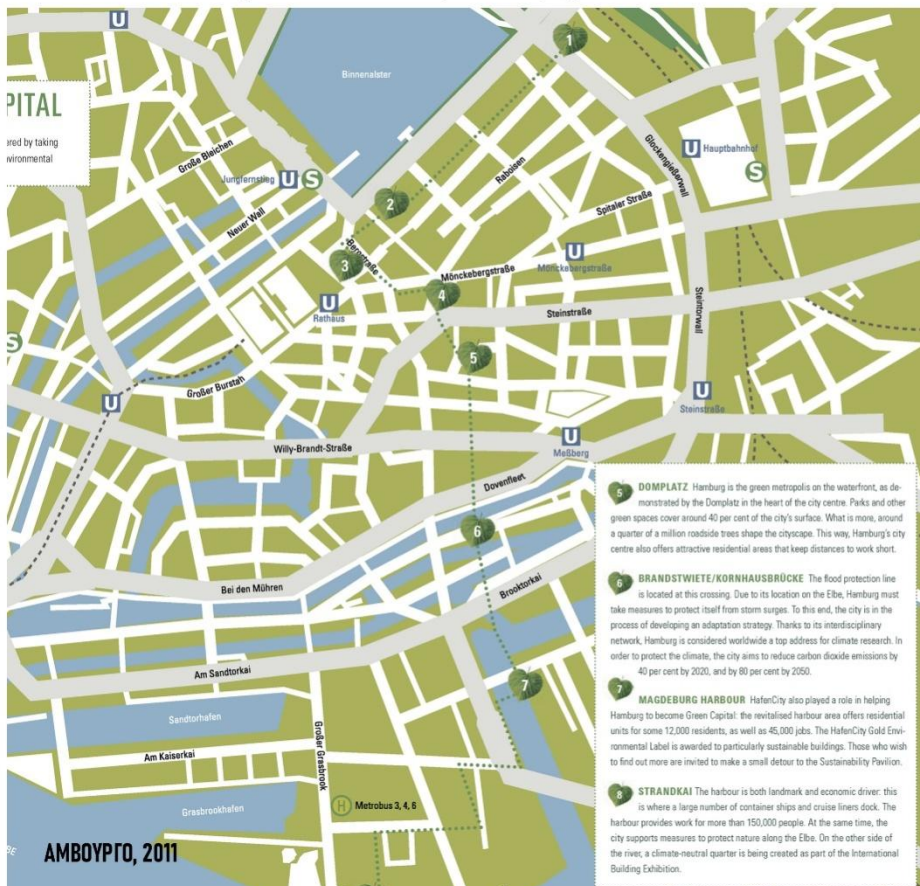 PITAL
ered by taking
vironmental
U
Binnenalster
1
Große Bleichen
Jungfernstieg
U
S
Neuer Wall
2
Raboisen
Glockengießerwall
U
Hauptbahnhof
S
Spitaler Straße
Bergstraße
3
Mönckebergstraße
4
U
Mönckebergstraße
U
Rathaus
Steinstraße
Steintorwall
S
5
Großer Burstah
U
U
Steinstraße
Willy-Brandt-Straße
U
Meßberg
Dovenfleet
6
Bei den Mühren
Brooktorkai
Am Sandtorkai
7
Sandtorhafen
Großer Grasbrook
Am Kaiserkai
Grasbrookhafen
H
Metrobus 3, 4, 6
BE
ΑΜΒΟΥΡΓΟ, 2011
5 DOMPLATZ Hamburg is the green metropolis on the waterfront, as de-
monstrated by the Domplatz in the heart of the city centre. Parks and other
green spaces cover around 40 per cent of the city's surface. What is more, around
a quarter of a million roadside trees shape the cityscape. This way, Hamburg's city
centre also offers attractive residential areas that keep distances to work short.
6 BRANDSTWIETE/KORNHAUSBRÜCKE The flood protection line
is located at this crossing. Due to its location on the Elbe, Hamburg must
take measures to protect itself from storm surges. To this end, the city is in the
process of developing an adaptation strategy. Thanks to its interdisciplinary
network, Hamburg is considered worldwide a top address for climate research. In
order to protect the climate, the city aims to reduce carbon dioxide emissions by
40 per cent by 2020, and by 80 per cent by 2050.
7 MAGDEBURG HARBOUR HafenCity also played a role in helping
Hamburg to become Green Capital: the revitalised harbour area offers residential
units for some 12,000 residents, as well as 45,000 jobs. The HafenCity Gold Envi-
ronmental Label is awarded to particularly sustainable buildings. Those who wish
to find out more are invited to make a small detour to the Sustainability Pavilion.
8 STRANDKAI The harbour is both landmark and economic driver: this
is where a large number of container ships and cruise liners dock. The
harbour provides work for more than 150,000 people. At the same time, the
city supports measures to protect nature along the Elbe. On the other side of
the river, a climate-neutral quarter is being created as part of the International
Building Exhibition.